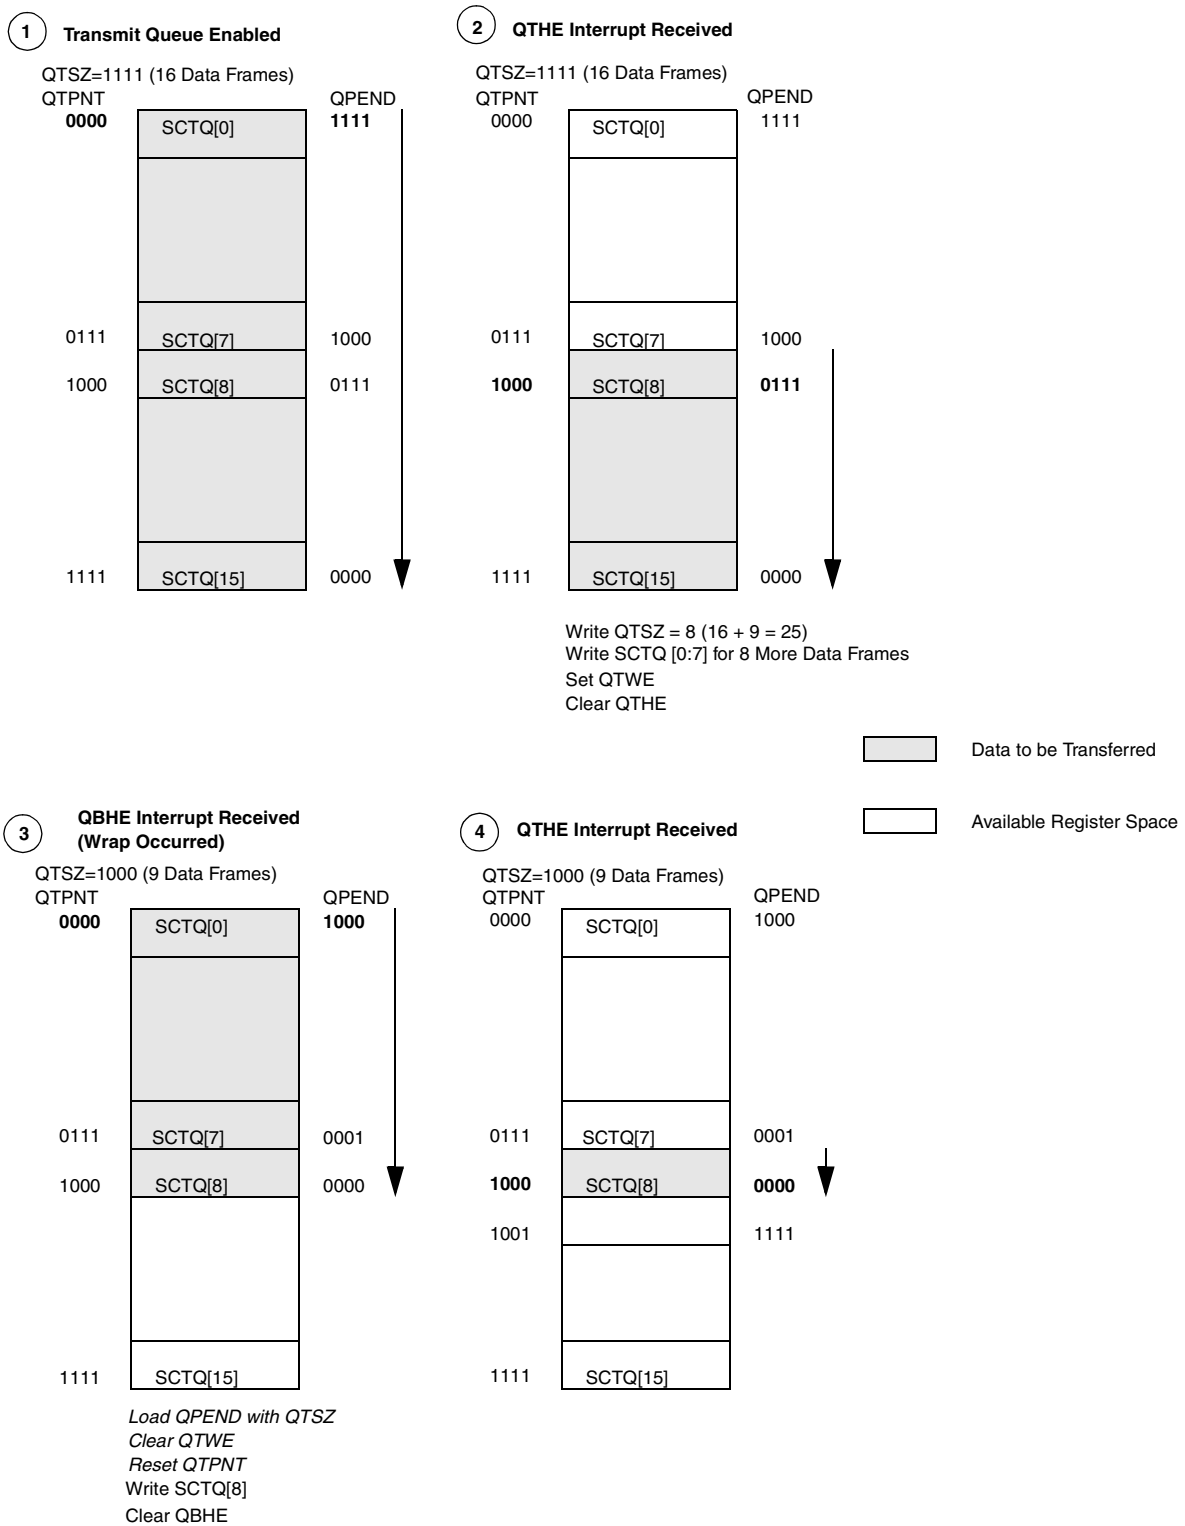 1 Transmit Queue Enabled
QTSZ=1111 (16 Data Frames)
QTPNT QPEND
0000 SCTQ[0] 1111
0111 SCTQ[7] 1000
1000 SCTQ[8] 0111
1111 SCTQ[15] 0000
2 QTHE Interrupt Received
QTSZ=1111 (16 Data Frames)
QTPNT QPEND
0000 SCTQ[0] 1111
0111 SCTQ[7] 1000
1000 SCTQ[8] 0111
1111 SCTQ[15] 0000
Write QTSZ = 8 (16 + 9 = 25)
Write SCTQ [0:7] for 8 More Data Frames
Set QTWE
Clear QTHE
Data to be Transferred
Available Register Space
3 QBHE Interrupt Received
(Wrap Occurred)
QTSZ=1000 (9 Data Frames)
QTPNT QPEND
0000 SCTQ[0] 1000
0111 SCTQ[7] 0001
1000 SCTQ[8] 0000
1111 SCTQ[15]
Load QPEND with QTSZ
Clear QTWE
Reset QTPNT
Write SCTQ[8]
Clear QBHE
4 QTHE Interrupt Received
QTSZ=1000 (9 Data Frames)
QTPNT QPEND
0000 SCTQ[0] 1000
0111 SCTQ[7] 0001
1000 SCTQ[8] 0000
1001 1111
1111 SCTQ[15]